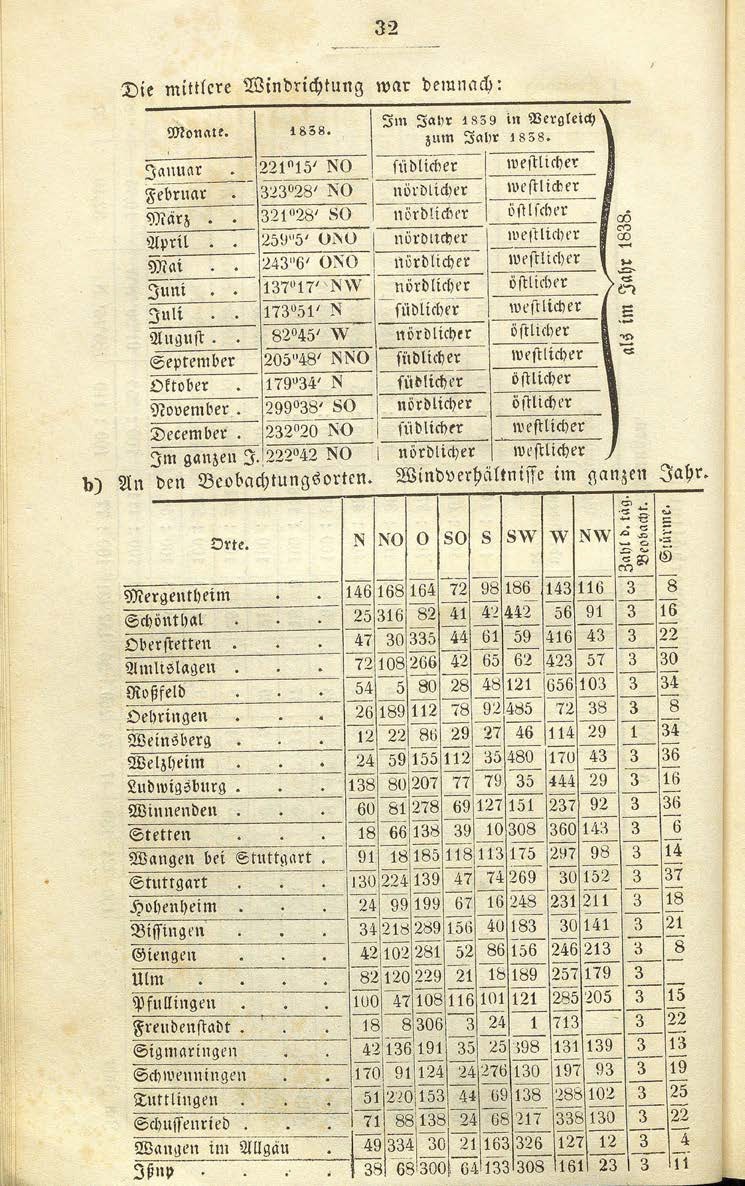 32
Die mittlere Windrichtung war demnach:
Monate. 1838. Im Jahr 1839 in Vergleich
zum Jahr 1838.
Januar . 221°15′ NO südlicher westlicher
Februar . 323°28′ NO nördlicher westlicher
März . . 321°28′ SO nördlicher östlscher
April . . 259°5′ ONO nördlicher westlicher
Mai . . 243°6′ ONO nördlicher westlicher
Juni . . 137°17′ NW nördlicher östlicher
Juli . . 173°51′ N südlicher westlicher
August . . 82°45′ W nördlicher östlicher
September 205°48′ NNO südlicher westlicher
Oktober . 179°34′ N südlicher östlicher
November . 299°38′ SO nördlicher östlicher
December . 232°20 NO südlicher westlicher
Im ganzen J. 222°42 NO nördlicher westlicher
als im Jahr 1838.
b) An den Beobachtungsorten. Windverhältnisse im ganzen Jahr.
Orte. N NO O SO S SW W NW Zahl d. täg. Beobacht. Stürme.
Mergentheim . . 146 168 164 72 98 186 143 116 3 8
Schönthal . . . 25 316 82 41 42 442 56 91 3 16
Oberstetten . . . 47 30 335 44 61 59 416 43 3 22
Amltslagen . . . 72 108 266 42 65 62 423 57 3 30
Roßfeld . . . 54 5 80 28 48 121 656 103 3 34
Oehringen . . . 26 189 112 78 92 485 72 38 3 8
Weinsberg . . . 12 22 86 29 27 46 114 29 1 34
Welzheim . . . 24 59 155 112 35 480 170 43 3 36
Ludwigsburg . . . 138 80 207 77 79 35 444 29 3 16
Winnenden . . . 60 81 278 69 127 151 237 92 3 36
Stetten . . . 18 66 138 39 10 308 360 143 3 6
Wangen bei Stuttgart . 91 18 185 118 113 175 297 98 3 14
Stuttgart . . . 130 224 139 47 74 269 30 152 3 37
Hohenheim . . . 24 99 199 67 16 248 231 211 3 18
Bissingen . . . 34 218 289 156 40 183 30 141 3 21
Giengen . . . 42 102 281 52 86 156 246 213 3 8
Ulm . . . . 82 120 229 21 18 189 257 179 3 —
Pfullingen . . . 100 47 108 116 101 121 285 205 3 15
Freudenstadt . . . 18 8 306 3 24 1 713 3 22
Sigmaringen . . 42 136 191 35 25 398 131 139 3 13
Schwenningen . . 170 91 124 24 276 130 197 93 3 19
Tuttlingen . . . 51 220 153 44 69 138 288 102 3 25
Schussenried . . . 71 88 138 24 68 217 338 130 3 22
Wangen im Allgäu . 49 334 30 21 163 326 127 12 3 4
Ißny . . . . 38 68 300 64 133 308 161 23 3 11